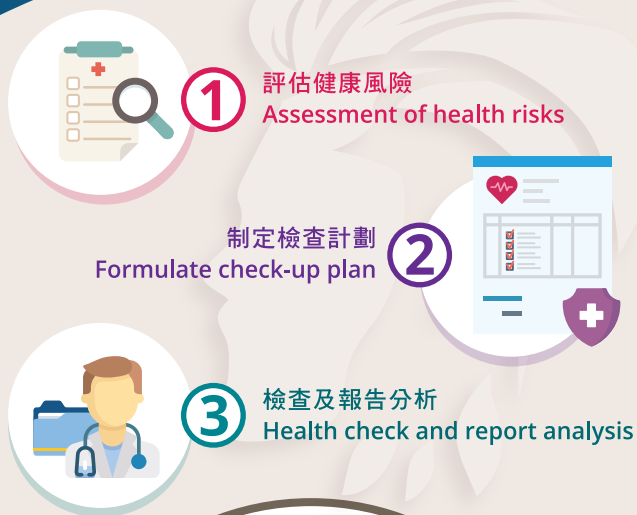 1
評估健康風險
Assessment of health risks
制定檢查計劃
Formulate check-up plan
2
3
檢查及報告分析
Health check and report analysis